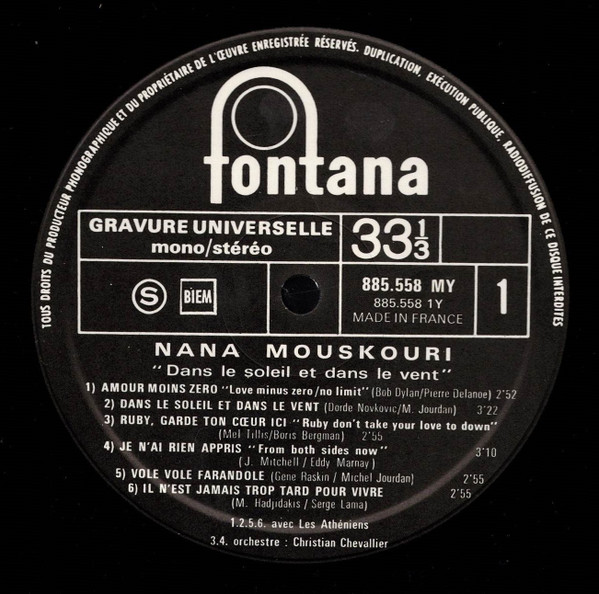 TOUS DROITS DU PRODUCTEUR PHONOGRAPHIQUE ET DU PROPRIÉTAIRE DE L'ŒUVRE ENREGISTRÉE RÉSERVÉS. DUPLICATION, EXÉCUTION PUBLIQUE, RADIODIFFUSION DE CE DISQUE INTERDITES
fontana
GRAVURE UNIVERSELLE
mono/stéréo
33 1/3
S
BIEM
885.558 MY
885.558 1Y
MADE IN FRANCE
1
NANA MOUSKOURI
"Dans le soleil et dans le vent"
1) AMOUR MOINS ZERO "Love minus zero/no limit" (Bob Dylan/Pierre Delanoe) 2'52
2) DANS LE SOLEIL ET DANS LE VENT (Dorde Novkovic/M. Jourdan) 3'22
3) RUBY, GARDE TON CŒUR ICI "Ruby don't take your love to down"
(Mel Tillis/Boris Bergman) 2'55
4) JE N'AI RIEN APPRIS "From both sides now" 3'10
(J. Mitchell / Eddy Marnay)
5) VOLE VOLE FARANDOLE (Gene Raskin / Michel Jourdan) 2'55
6) IL N'EST JAMAIS TROP TARD POUR VIVRE 2'55
(M. Hadjidakis / Serge Lama)
1.2.5.6. avec Les Athéniens
3.4. orchestre : Christian Chevallier